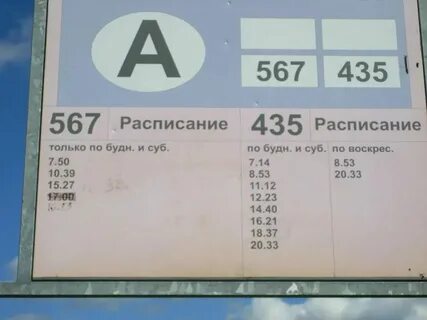 А
567 435
567 Расписание
только по будн. и суб.
7.50
10.39
15.27
17.00
435 Расписание
по будн. и суб.
7.14
8.53
11.12
12.23
14.40
16.21
18.37
20.33
по воскрес.
8.53
20.33